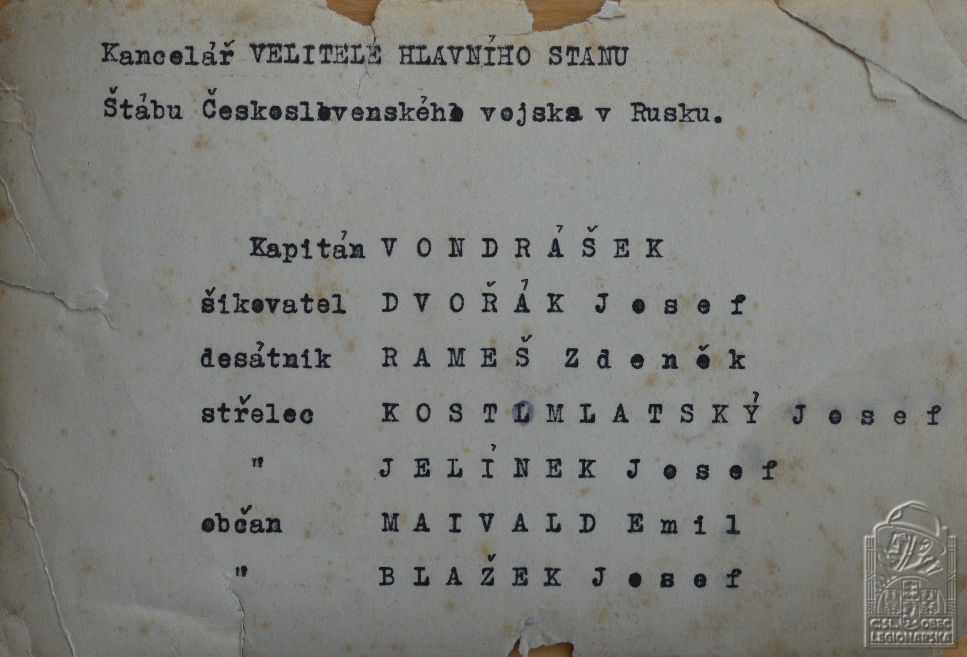 Kancelář VELITELE HLAVNÍHO STANU
Štábu Československého vojska v Rusku.
Kapitán VONDRÁŠEK
šikovatel DVOŘÁK Josef
desátník RAMEŠ Zdeněk
střelec KOSTLMLATSKÝ Josef
" JELÍNEK Josef
občan MAIVALD Emil
" BLAŽEK Josef
ČSL. OBEC
LEGIONÁŘSKÁ